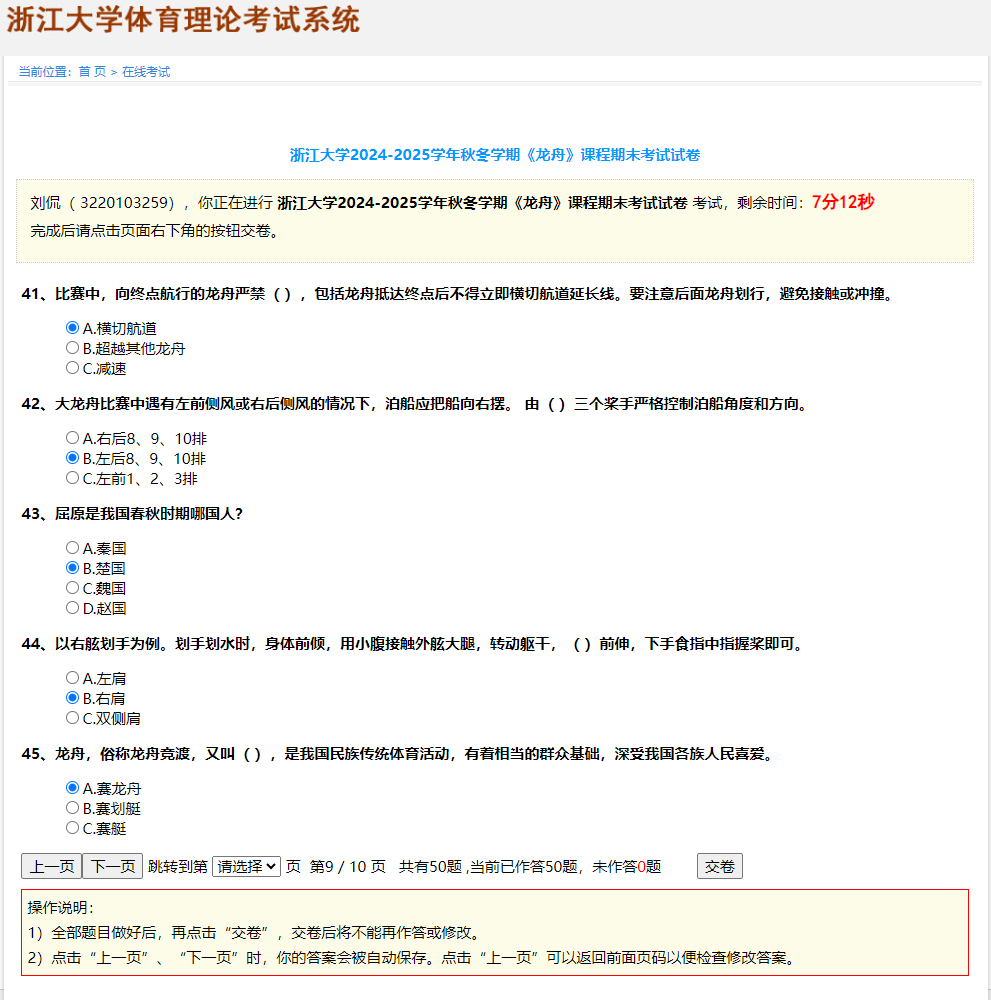 浙江大学体育理论考试系统
当前位置：首 页 > 在线考试
浙江大学2024-2025学年秋冬学期《龙舟》课程期末考试试卷
刘侃（ 3220103259），你正在进行 浙江大学2024-2025学年秋冬学期《龙舟》课程期末考试试卷 考试，剩余时间：7分12秒
完成后请点击页面右下角的按钮交卷。
41、比赛中，向终点航行的龙舟严禁（ ），包括龙舟抵达终点后不得立即横切航道延长线。要注意后面龙舟划行，避免接触或冲撞。
A.横切航道
B.超越其他龙舟
C.减速
42、大龙舟比赛中遇有左前侧风或右后侧风的情况下，泊船应把船向右摆。 由（ ）三个桨手严格控制泊船角度和方向。
A.右后8、9、10排
B.左后8、9、10排
C.左前1、2、3排
43、屈原是我国春秋时期哪国人？
A.秦国
B.楚国
C.魏国
D.赵国
44、以右舷划手为例。划手划水时，身体前倾，用小腹接触外舷大腿，转动躯干，（ ）前伸，下手食指中指握桨即可。
A.左肩
B.右肩
C.双侧肩
45、龙舟，俗称龙舟竞渡，又叫（ ），是我国民族传统体育活动，有着相当的群众基础，深受我国各族人民喜爱。
A.赛龙舟
B.赛划艇
C.赛艇
上一页 下一页 跳转到第 请选择 页 第9 / 10 页 共有50题 ,当前已作答50题，未作答0题 交卷
操作说明：
1）全部题目做好后，再点击“交卷”，交卷后将不能再作答或修改。
2）点击“上一页”、“下一页”时，你的答案会被自动保存。点击“上一页”可以返回前面页码以便检查修改答案。